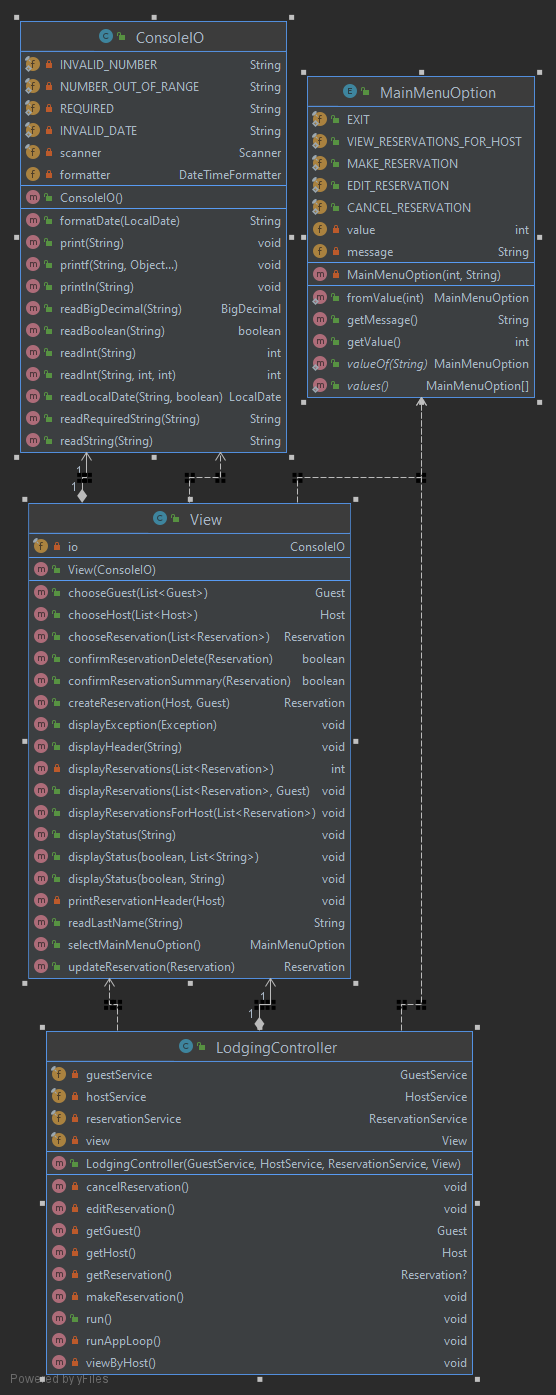 C ConsoleIO
f INVALID_NUMBER String
f NUMBER_OUT_OF_RANGE String
f REQUIRED String
f INVALID_DATE String
f scanner Scanner
f formatter DateTimeFormatter
m ConsoleIO()
m formatDate(LocalDate) String
m print(String) void
m printf(String, Object...) void
m println(String) void
m readBigDecimal(String) BigDecimal
m readBoolean(String) boolean
m readInt(String) int
m readInt(String, int, int) int
m readLocalDate(String, boolean) LocalDate
m readRequiredString(String) String
m readString(String) String
E MainMenuOption
f EXIT
f VIEW_RESERVATIONS_FOR_HOST
f MAKE_RESERVATION
f EDIT_RESERVATION
f CANCEL_RESERVATION
f value int
f message String
m MainMenuOption(int, String)
m fromValue(int) MainMenuOption
m getMessage() String
m getValue() int
m valueOf(String) MainMenuOption
m values() MainMenuOption[]
1
1
C View
f io ConsoleIO
m View(ConsoleIO)
m chooseGuest(List<Guest>) Guest
m chooseHost(List<Host>) Host
m chooseReservation(List<Reservation>) Reservation
m confirmReservationDelete(Reservation) boolean
m confirmReservationSummary(Reservation) boolean
m createReservation(Host, Guest) Reservation
m displayException(Exception) void
m displayHeader(String) void
m displayReservations(List<Reservation>) int
m displayReservations(List<Reservation>, Guest) void
m displayReservationsForHost(List<Reservation>) void
m displayStatus(String) void
m displayStatus(boolean, List<String>) void
m displayStatus(boolean, String) void
m printReservationHeader(Host) void
m readLastName(String) String
m selectMainMenuOption() MainMenuOption
m updateReservation(Reservation) Reservation
1
1
C LodgingController
f guestService GuestService
f hostService HostService
f reservationService ReservationService
f view View
m LodgingController(GuestService, HostService, ReservationService, View)
m cancelReservation() void
m editReservation() void
m getGuest() Guest
m getHost() Host
m getReservation() Reservation?
m makeReservation() void
m run() void
m runAppLoop() void
m viewByHost() void
Powered by yFiles